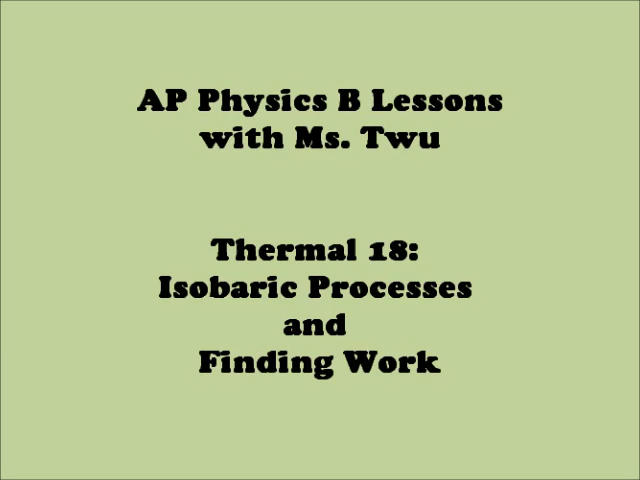 AP Physics B Lessons
with Ms. Twu
Thermal 18:
Isobaric Processes
and
Finding Work